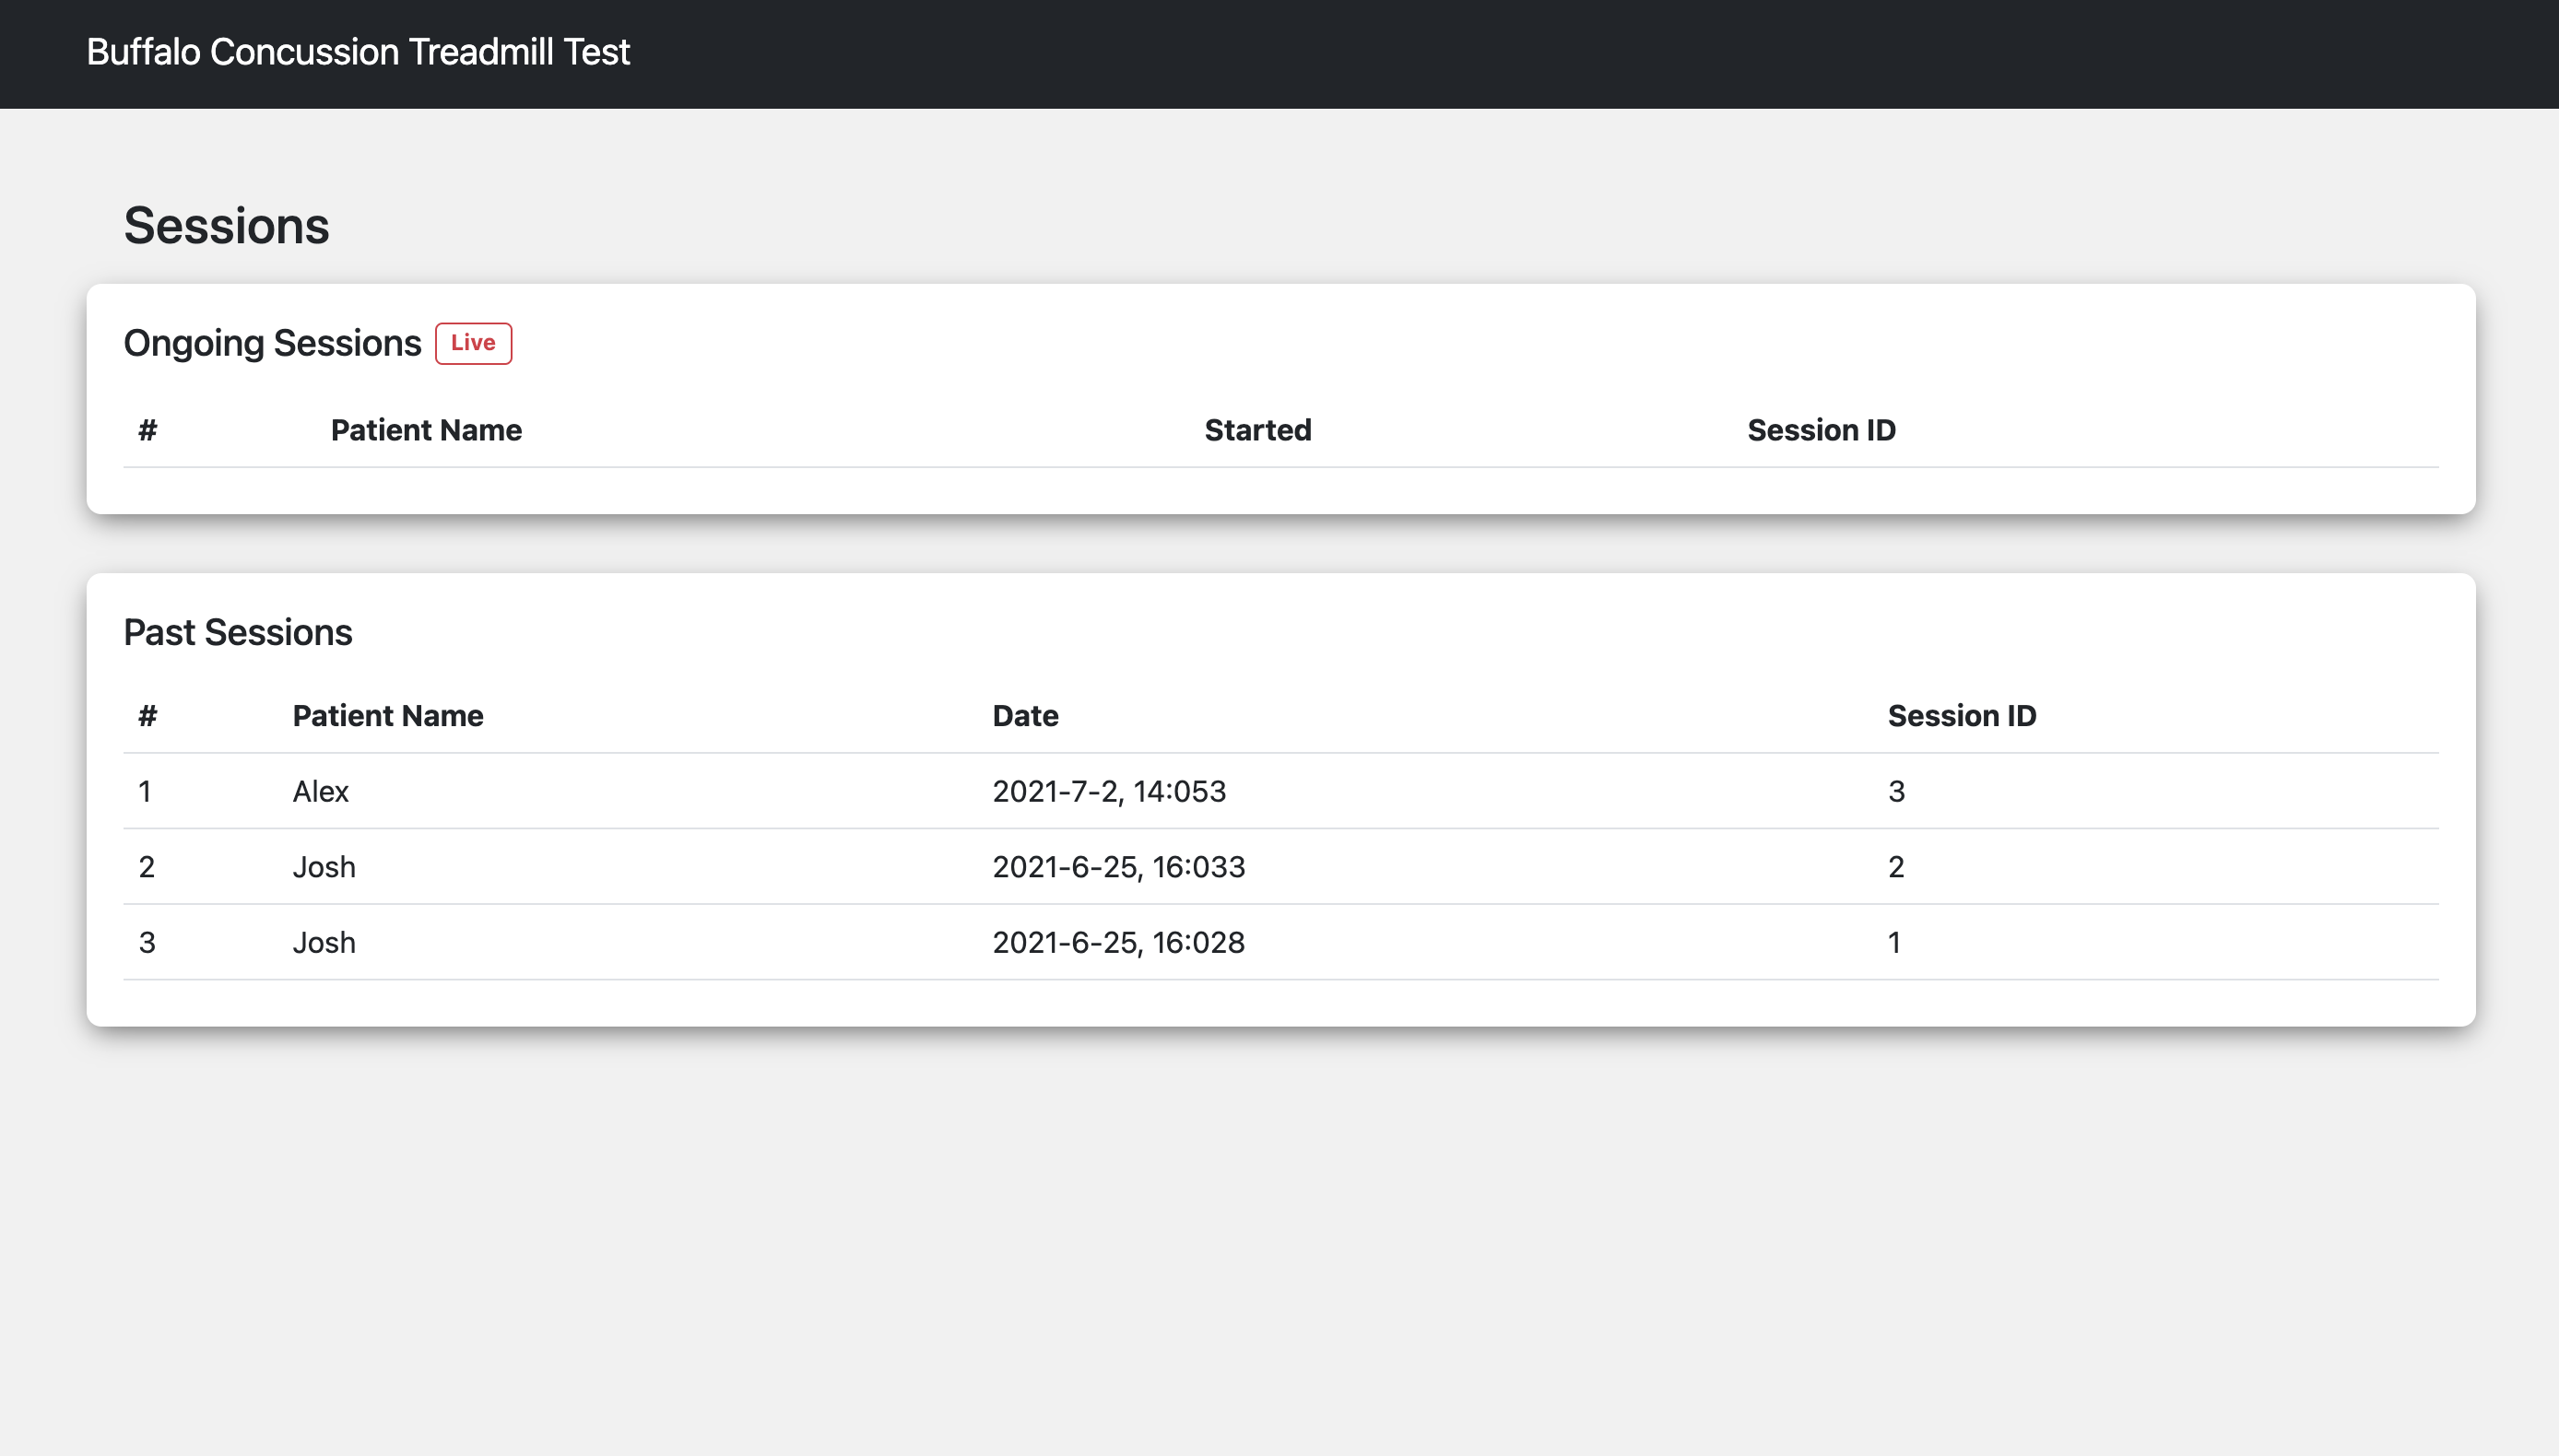 Buffalo Concussion Treadmill Test
Sessions
Ongoing Sessions Live
# Patient Name Started Session ID
Past Sessions
# Patient Name Date Session ID
1 Alex 2021-7-2, 14:053 3
2 Josh 2021-6-25, 16:033 2
3 Josh 2021-6-25, 16:028 1